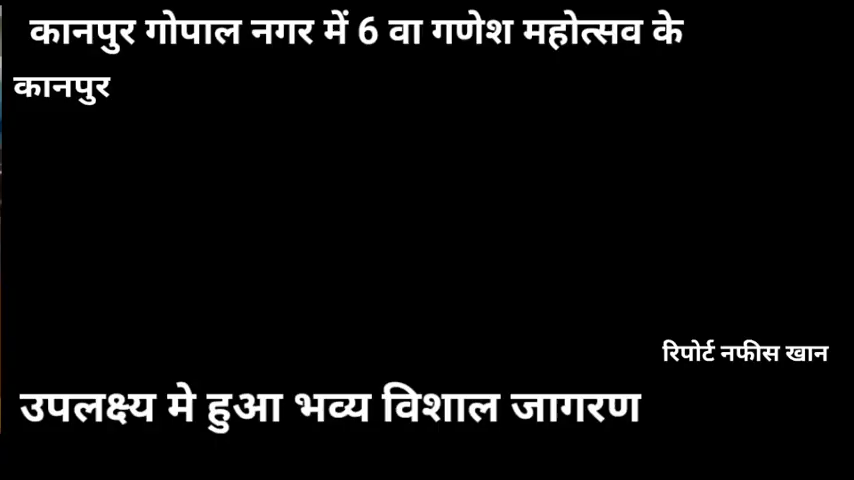 कानपुर गोपाल नगर में 6 वा गणेश महोत्सव के
कानपुर
रिपोर्ट नफीस खान
उपलक्ष्य मे हुआ भव्य विशाल जागरण